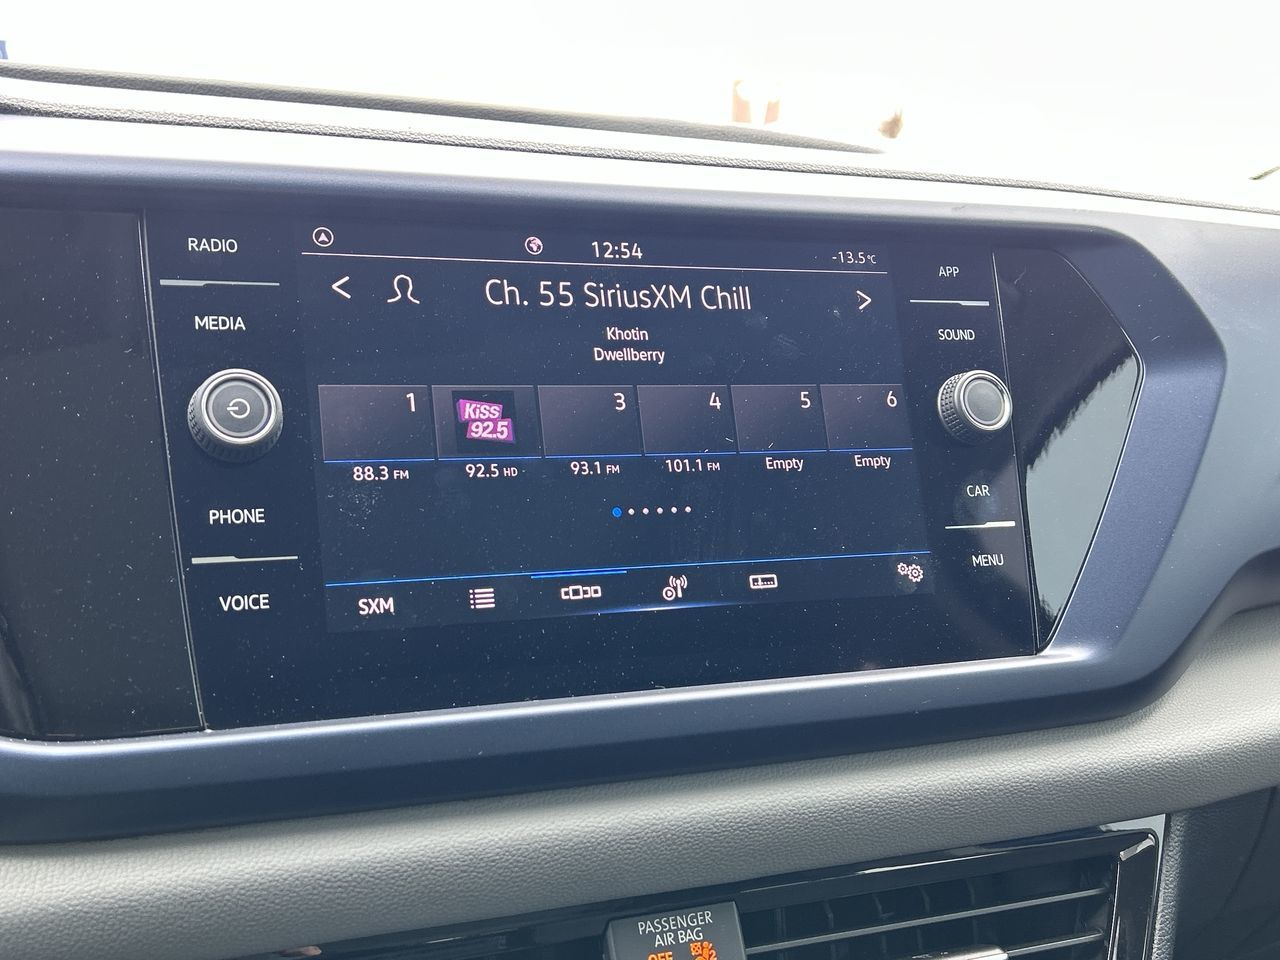 RADIO
MEDIA
PHONE
VOICE
12:54
-13.5°C
Ch. 55 SiriusXM Chill
Khotin
Dwellberry
1
KiSS
92.5
3
4
5
6
88.3 FM
92.5 HD
93.1 FM
101.1 FM
Empty
Empty
SXM
APP
SOUND
CAR
MENU
PASSENGER
AIR BAG
OFF
2